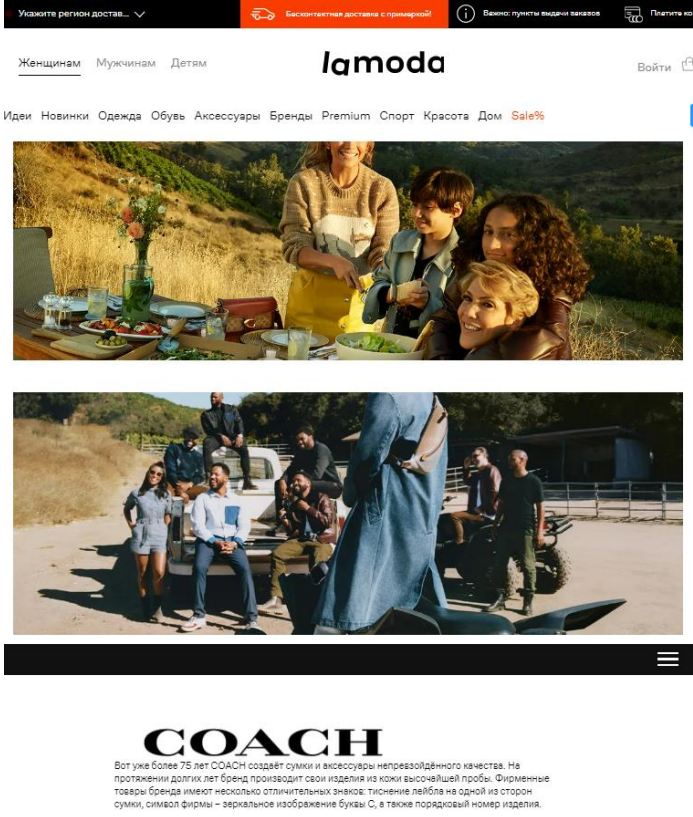 Укажите регион достав...
Бесконтактная доставка с примеркой!
Важно: пункты выдачи заказов
Платите ко
Женщинам Мужчинам Детям
lamoda
Войти
Идеи Новинки Одежда Обувь Аксессуары Бренды Premium Спорт Красота Дом Sale%
COACH
Вот уже более 75 лет COACH создаёт сумки и аксессуары непревзойдённого качества. На
протяжении долгих лет бренд производит свои изделия из кожи высочайшей пробы. Фирменные
товары бренда имеют несколько отличительных знаков: тиснение лейбла на одной из сторон
сумки, символ фирмы – зеркальное изображение буквы С, а также порядковый номер изделия.